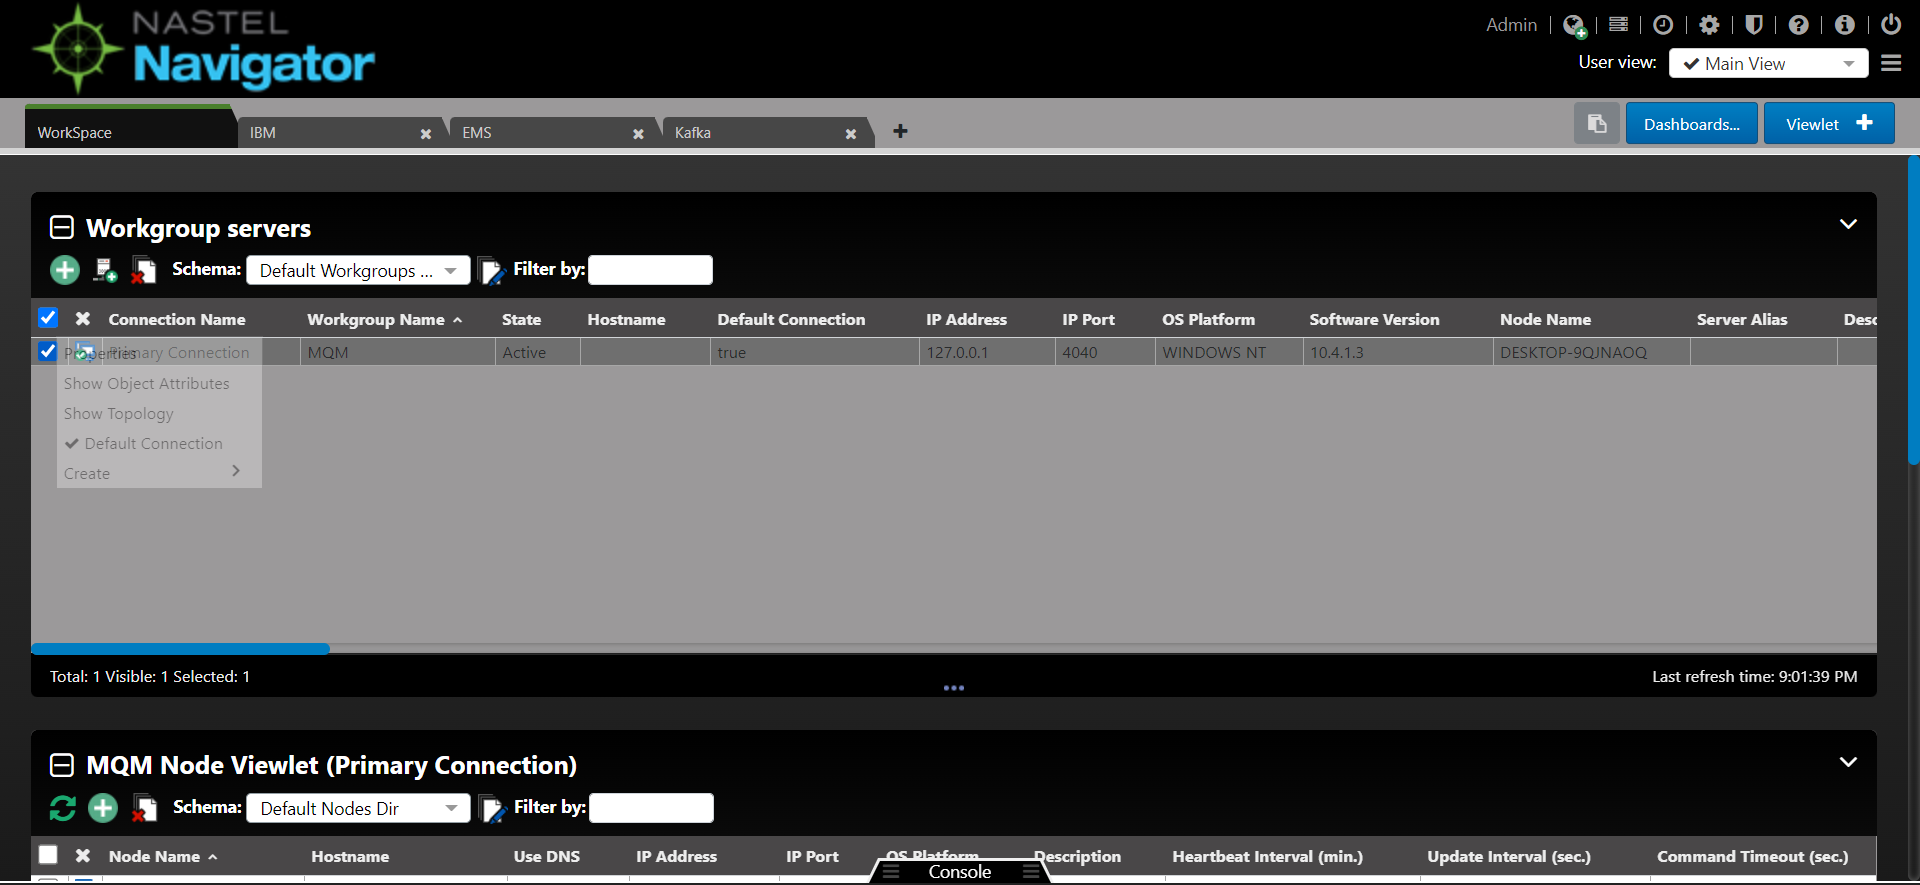 NASTEL
Navigator
Admin
User view: Main View
WorkSpace
IBM
EMS
Kafka
Dashboards...
Viewlet
Workgroup servers
Schema: Default Workgroups ... Filter by:
Connection Name Workgroup Name State Hostname Default Connection IP Address IP Port OS Platform Software Version Node Name Server Alias Desc
Primary Connection MQM Active true 127.0.0.1 4040 WINDOWS NT 10.4.1.3 DESKTOP-9QJNAOQ
Properties
Show Object Attributes
Show Topology
Default Connection
Create
Total: 1 Visible: 1 Selected: 1
Last refresh time: 9:01:39 PM
MQM Node Viewlet (Primary Connection)
Schema: Default Nodes Dir Filter by:
Node Name Hostname Use DNS IP Address IP Port OS Platform Description Heartbeat Interval (min.) Update Interval (sec.) Command Timeout (sec.)
Console